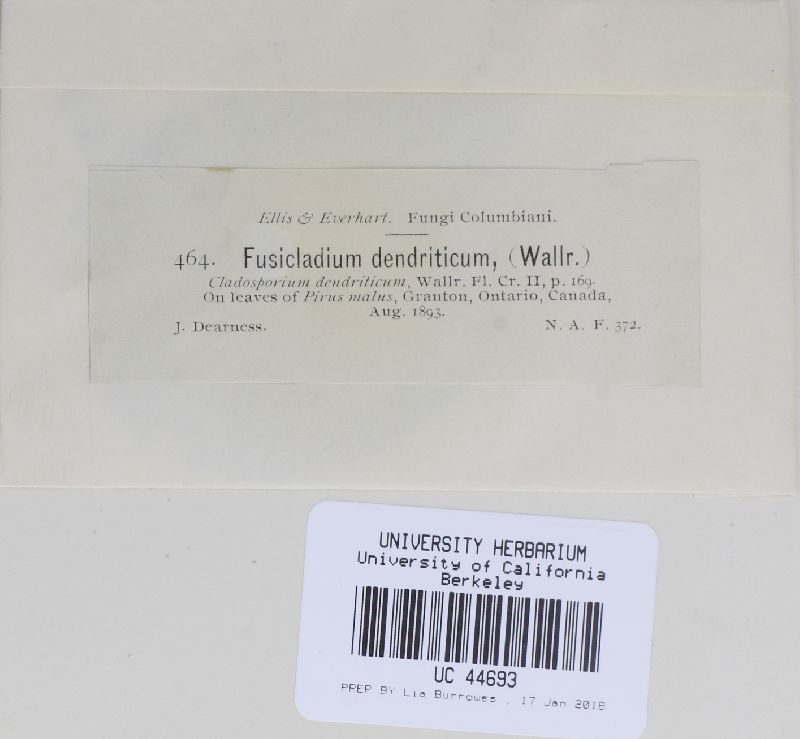 Ellis & Everhart. Fungi Columbiani.
464. Fusicladium dendriticum, (Wallr.)
Cladosporium dendriticum, Wallr. Fl. Cr. II, p. 169.
On leaves of Pirus malus, Granton, Ontario, Canada,
Aug. 1893.
J. Dearness. N. A. F. 372.
UNIVERSITY HERBARIUM
University of California
Berkeley
UC 44693
PREP BY Lia Burrowes , 17 Jan 2018